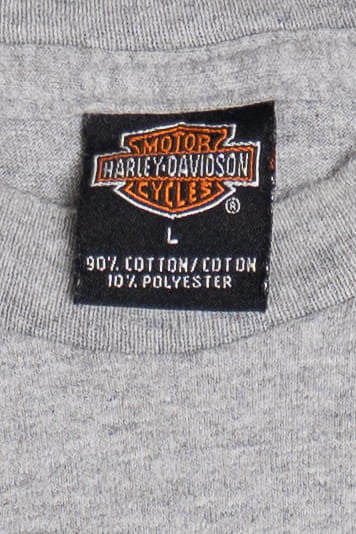 MOTOR
HARLEY-DAVIDSON
CYCLES
®
L
90% COTTON/COTON
10% POLYESTER